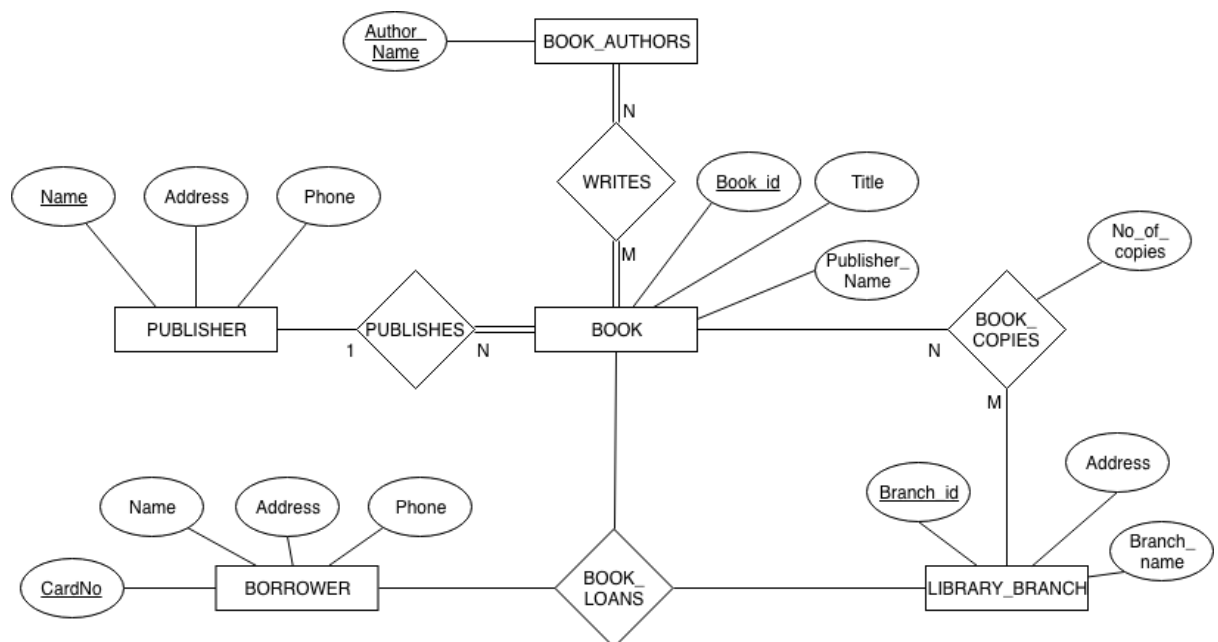 Author_
Name
BOOK_AUTHORS
N
WRITES
Book_id
Title
Name
Address
Phone
No_of_
copies
M
Publisher_
Name
PUBLISHER
PUBLISHES
BOOK
BOOK_
COPIES
1
N
N
M
Address
Branch_id
Name
Address
Phone
Branch_
name
CardNo
BORROWER
BOOK_
LOANS
LIBRARY_BRANCH